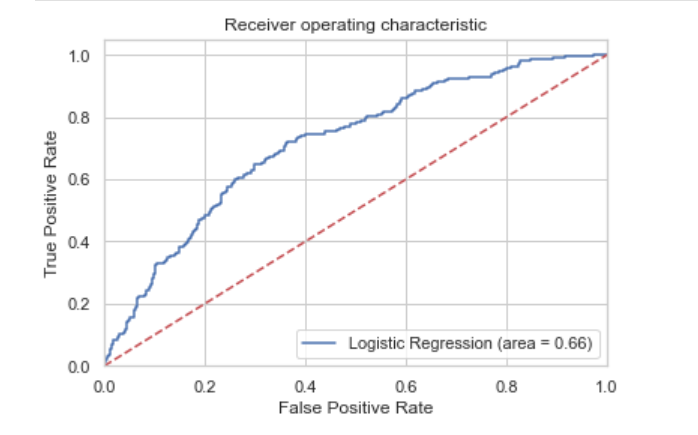 Receiver operating characteristic
1.0
0.8
0.6
0.4
0.2
0.0
True Positive Rate
Logistic Regression (area = 0.66)
0.0 0.2 0.4 0.6 0.8 1.0
False Positive Rate